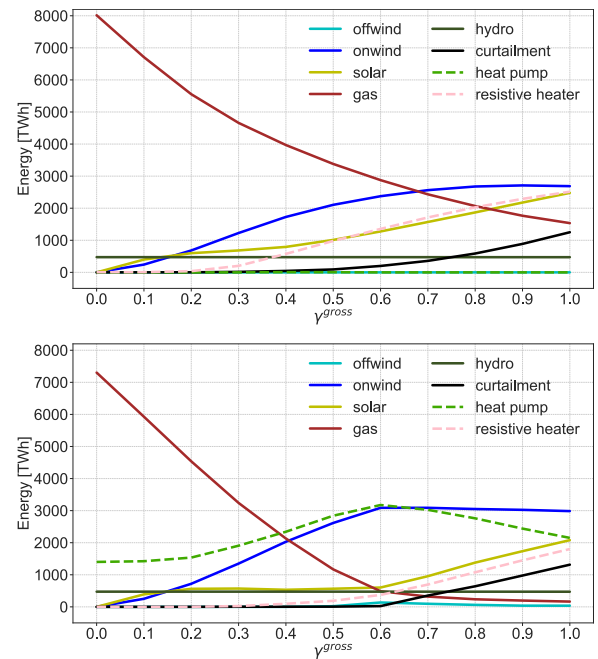 8000
7000
6000
5000
4000
3000
2000
1000
0
Energy [TWh]
offwind
onwind
solar
gas
hydro
curtailment
heat pump
resistive heater
0.0 0.1 0.2 0.3 0.4 0.5 0.6 0.7 0.8 0.9 1.0
γgross
8000
7000
6000
5000
4000
3000
2000
1000
0
Energy [TWh]
offwind
onwind
solar
gas
hydro
curtailment
heat pump
resistive heater
0.0 0.1 0.2 0.3 0.4 0.5 0.6 0.7 0.8 0.9 1.0
γgross